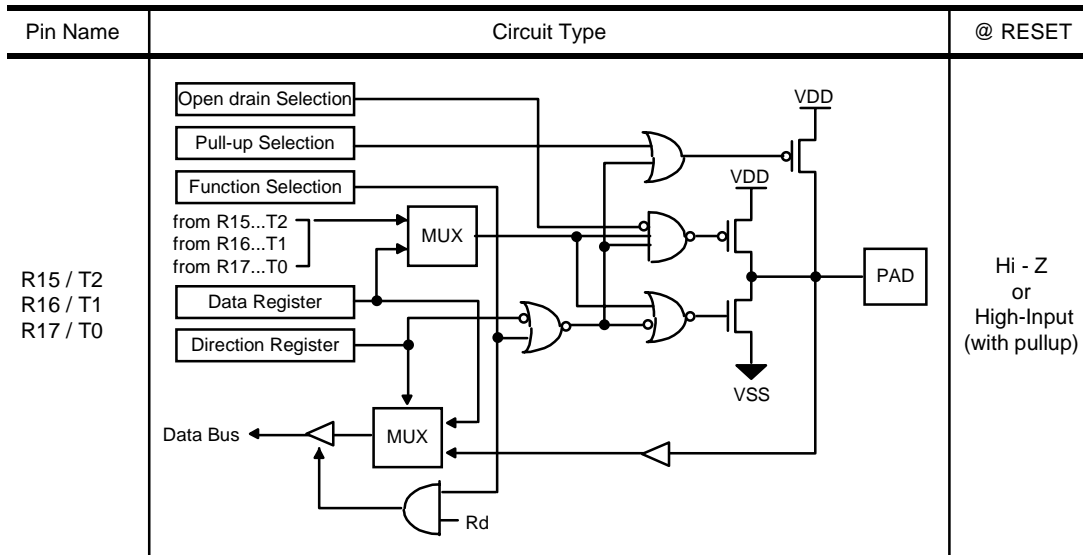 Pin Name
Circuit Type
@ RESET
Open drain Selection
Pull-up Selection
Function Selection
from R15...T2
from R16...T1
from R17...T0
Data Register
Direction Register
MUX
VDD
VDD
VSS
PAD
R15 / T2
R16 / T1
R17 / T0
Hi - Z
or
High-Input
(with pullup)
Data Bus
MUX
Rd